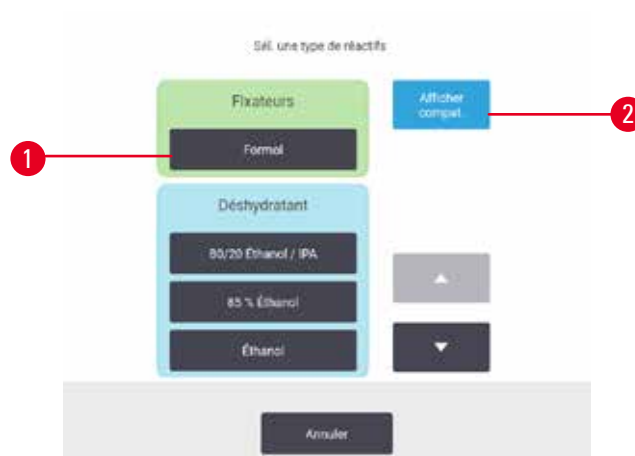 Sél. une type de réactifs
Fixateurs
Afficher
compat.
1
Formol
2
Déshydratant
80/20 Éthanol / IPA
85 % Éthanol
Éthanol
Annuler